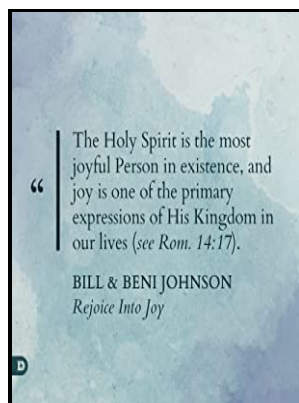 “
The Holy Spirit is the most
joyful Person in existence, and
joy is one of the primary
expressions of His Kingdom in
our lives (see Rom. 14:17).
BILL & BENI JOHNSON
Rejoice Into Joy
D